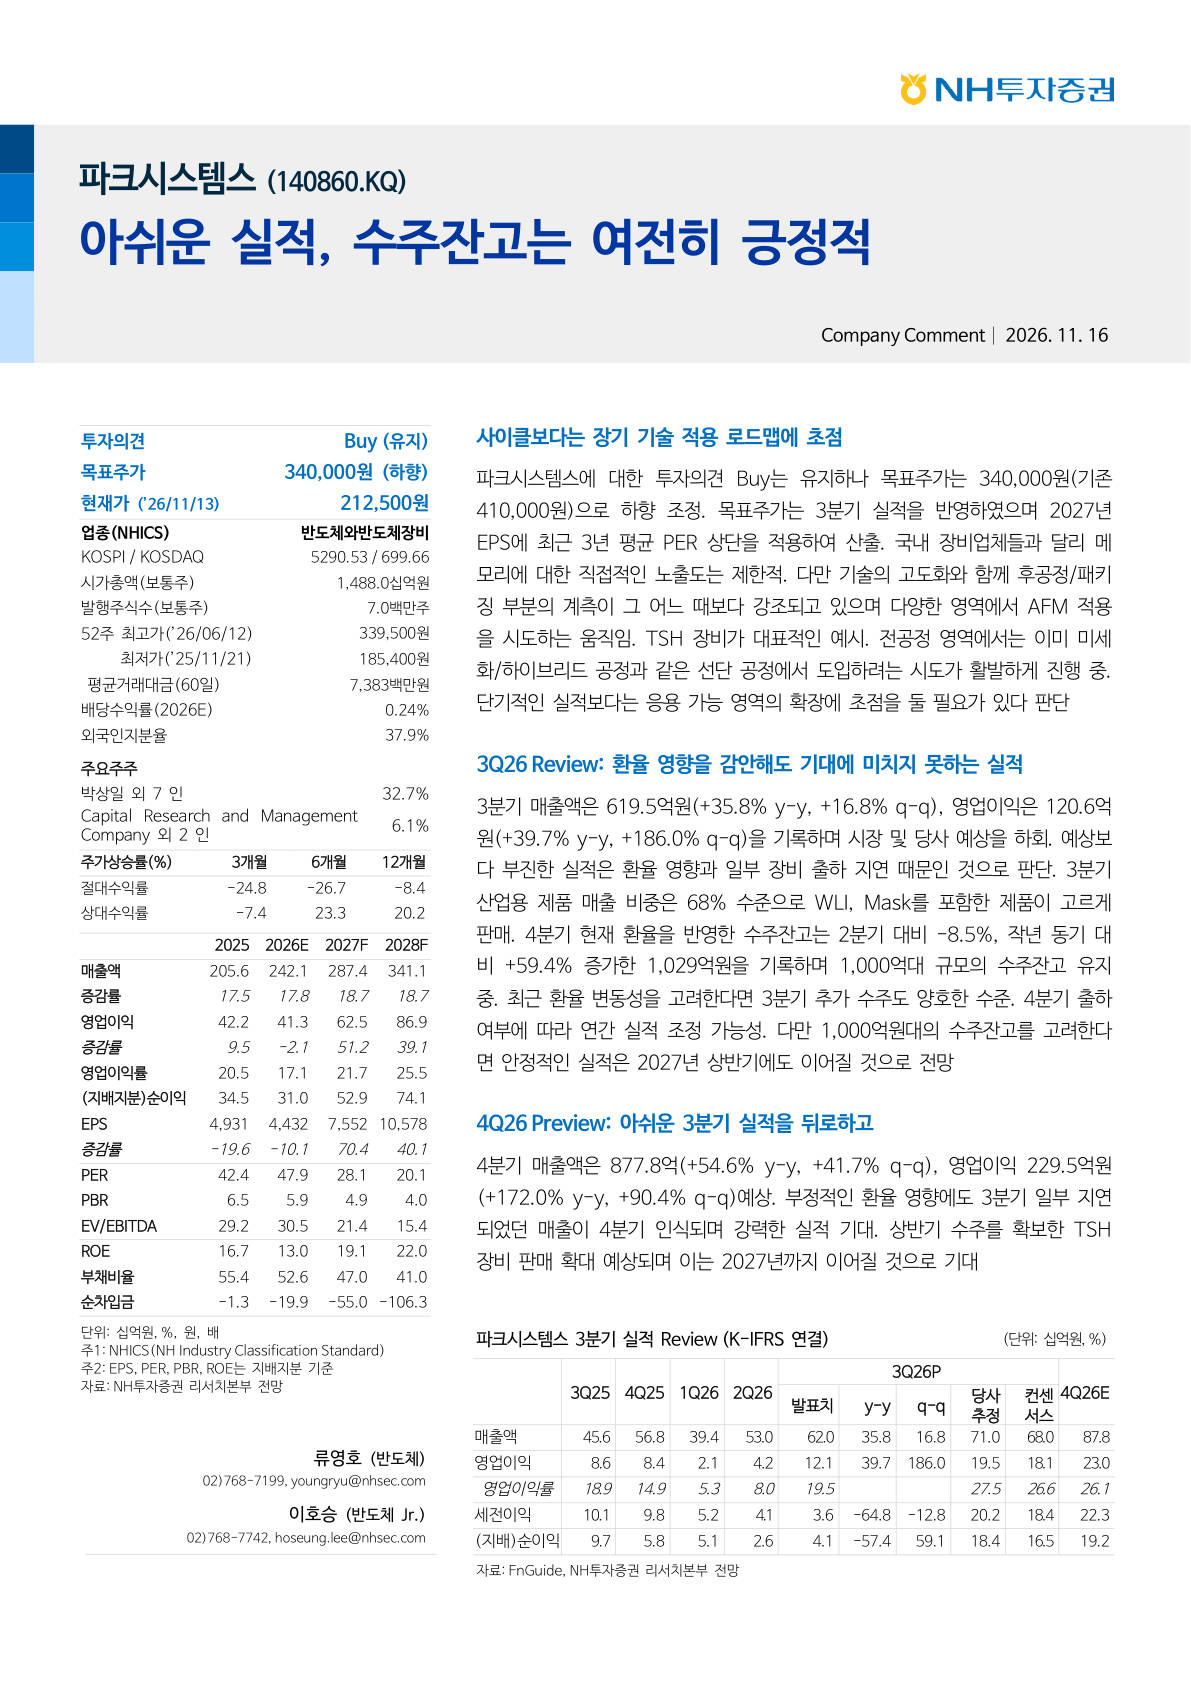 NH투자증권
파크시스템스 (140860.KQ)
아쉬운 실적, 수주잔고는 여전히 긍정적
Company Comment | 2026. 11. 16
투자의견 Buy (유지)
목표주가 340,000원 (하향)
현재가 ('26/11/13) 212,500원
업종(NHICS) 반도체와반도체장비
KOSPI / KOSDAQ 5290.53 / 699.66
시가총액(보통주) 1,488.0십억원
발행주식수(보통주) 7.0백만주
52주 최고가('26/06/12) 339,500원
최저가('25/11/21) 185,400원
평균거래대금(60일) 7,383백만원
배당수익률(2026E) 0.24%
외국인지분율 37.9%
주요주주
박상일 외 7 인 32.7%
Capital Research and Management
Company 외 2 인 6.1%
주가상승률(%) 3개월 6개월 12개월
절대수익률 -24.8 -26.7 -8.4
상대수익률 -7.4 23.3 20.2
2025 2026E 2027F 2028F
매출액 205.6 242.1 287.4 341.1
증감률 17.5 17.8 18.7 18.7
영업이익 42.2 41.3 62.5 86.9
증감률 9.5 -2.1 51.2 39.1
영업이익률 20.5 17.1 21.7 25.5
(지배지분)순이익 34.5 31.0 52.9 74.1
EPS 4,931 4,432 7,552 10,578
증감률 -19.6 -10.1 70.4 40.1
PER 42.4 47.9 28.1 20.1
PBR 6.5 5.9 4.9 4.0
EV/EBITDA 29.2 30.5 21.4 15.4
ROE 16.7 13.0 19.1 22.0
부채비율 55.4 52.6 47.0 41.0
순차입금 -1.3 -19.9 -55.0 -106.3
단위: 십억원, %, 원, 배
주1: NHICS(NH Industry Classification Standard)
주2: EPS, PER, PBR, ROE는 지배지분 기준
자료: NH투자증권 리서치본부 전망
류영호 (반도체)
02)768-7199, youngryu@nhsec.com
이호승 (반도체 Jr.)
02)768-7742, hoseung.lee@nhsec.com
사이클보다는 장기 기술 적용 로드맵에 초점
파크시스템스에 대한 투자의견 Buy는 유지하나 목표주가는 340,000원(기존
410,000원)으로 하향 조정. 목표주가는 3분기 실적을 반영하였으며 2027년
EPS에 최근 3년 평균 PER 상단을 적용하여 산출. 국내 장비업체들과 달리 메
모리에 대한 직접적인 노출도는 제한적. 다만 기술의 고도화와 함께 후공정/패키
징 부분의 계측이 그 어느 때보다 강조되고 있으며 다양한 영역에서 AFM 적용
을 시도하는 움직임. TSH 장비가 대표적인 예시. 전공정 영역에서는 이미 미세
화/하이브리드 공정과 같은 선단 공정에서 도입하려는 시도가 활발하게 진행 중.
단기적인 실적보다는 응용 가능 영역의 확장에 초점을 둘 필요가 있다 판단
3Q26 Review: 환율 영향을 감안해도 기대에 미치지 못하는 실적
3분기 매출액은 619.5억원(+35.8% y-y, +16.8% q-q), 영업이익은 120.6억
원(+39.7% y-y, +186.0% q-q)을 기록하며 시장 및 당사 예상을 하회. 예상보
다 부진한 실적은 환율 영향과 일부 장비 출하 지연 때문인 것으로 판단. 3분기
산업용 제품 매출 비중은 68% 수준으로 WLI, Mask를 포함한 제품이 고르게
판매. 4분기 현재 환율을 반영한 수주잔고는 2분기 대비 -8.5%, 작년 동기 대
비 +59.4% 증가한 1,029억원을 기록하며 1,000억대 규모의 수주잔고 유지
중. 최근 환율 변동성을 고려한다면 3분기 추가 수주도 양호한 수준. 4분기 출하
여부에 따라 연간 실적 조정 가능성. 다만 1,000억원대의 수주잔고를 고려한다
면 안정적인 실적은 2027년 상반기에도 이어질 것으로 전망
4Q26 Preview: 아쉬운 3분기 실적을 뒤로하고
4분기 매출액은 877.8억(+54.6% y-y, +41.7% q-q), 영업이익 229.5억원
(+172.0% y-y, +90.4% q-q)예상. 부정적인 환율 영향에도 3분기 일부 지연
되었던 매출이 4분기 인식되며 강력한 실적 기대. 상반기 수주를 확보한 TSH
장비 판매 확대 예상되며 이는 2027년까지 이어질 것으로 기대
파크시스템스 3분기 실적 Review (K-IFRS 연결) (단위: 십억원, %)
3Q26P
3Q25 4Q25 1Q26 2Q26 발표치 y-y q-q 당사 추정 컨센 서스 4Q26E
매출액 45.6 56.8 39.4 53.0 62.0 35.8 16.8 71.0 68.0 87.8
영업이익 8.6 8.4 2.1 4.2 12.1 39.7 186.0 19.5 18.1 23.0
영업이익률 18.9 14.9 5.3 8.0 19.5 27.5 26.6 26.1
세전이익 10.1 9.8 5.2 4.1 3.6 -64.8 -12.8 20.2 18.4 22.3
(지배)순이익 9.7 5.8 5.1 2.6 4.1 -57.4 59.1 18.4 16.5 19.2
자료: FnGuide, NH투자증권 리서치본부 전망